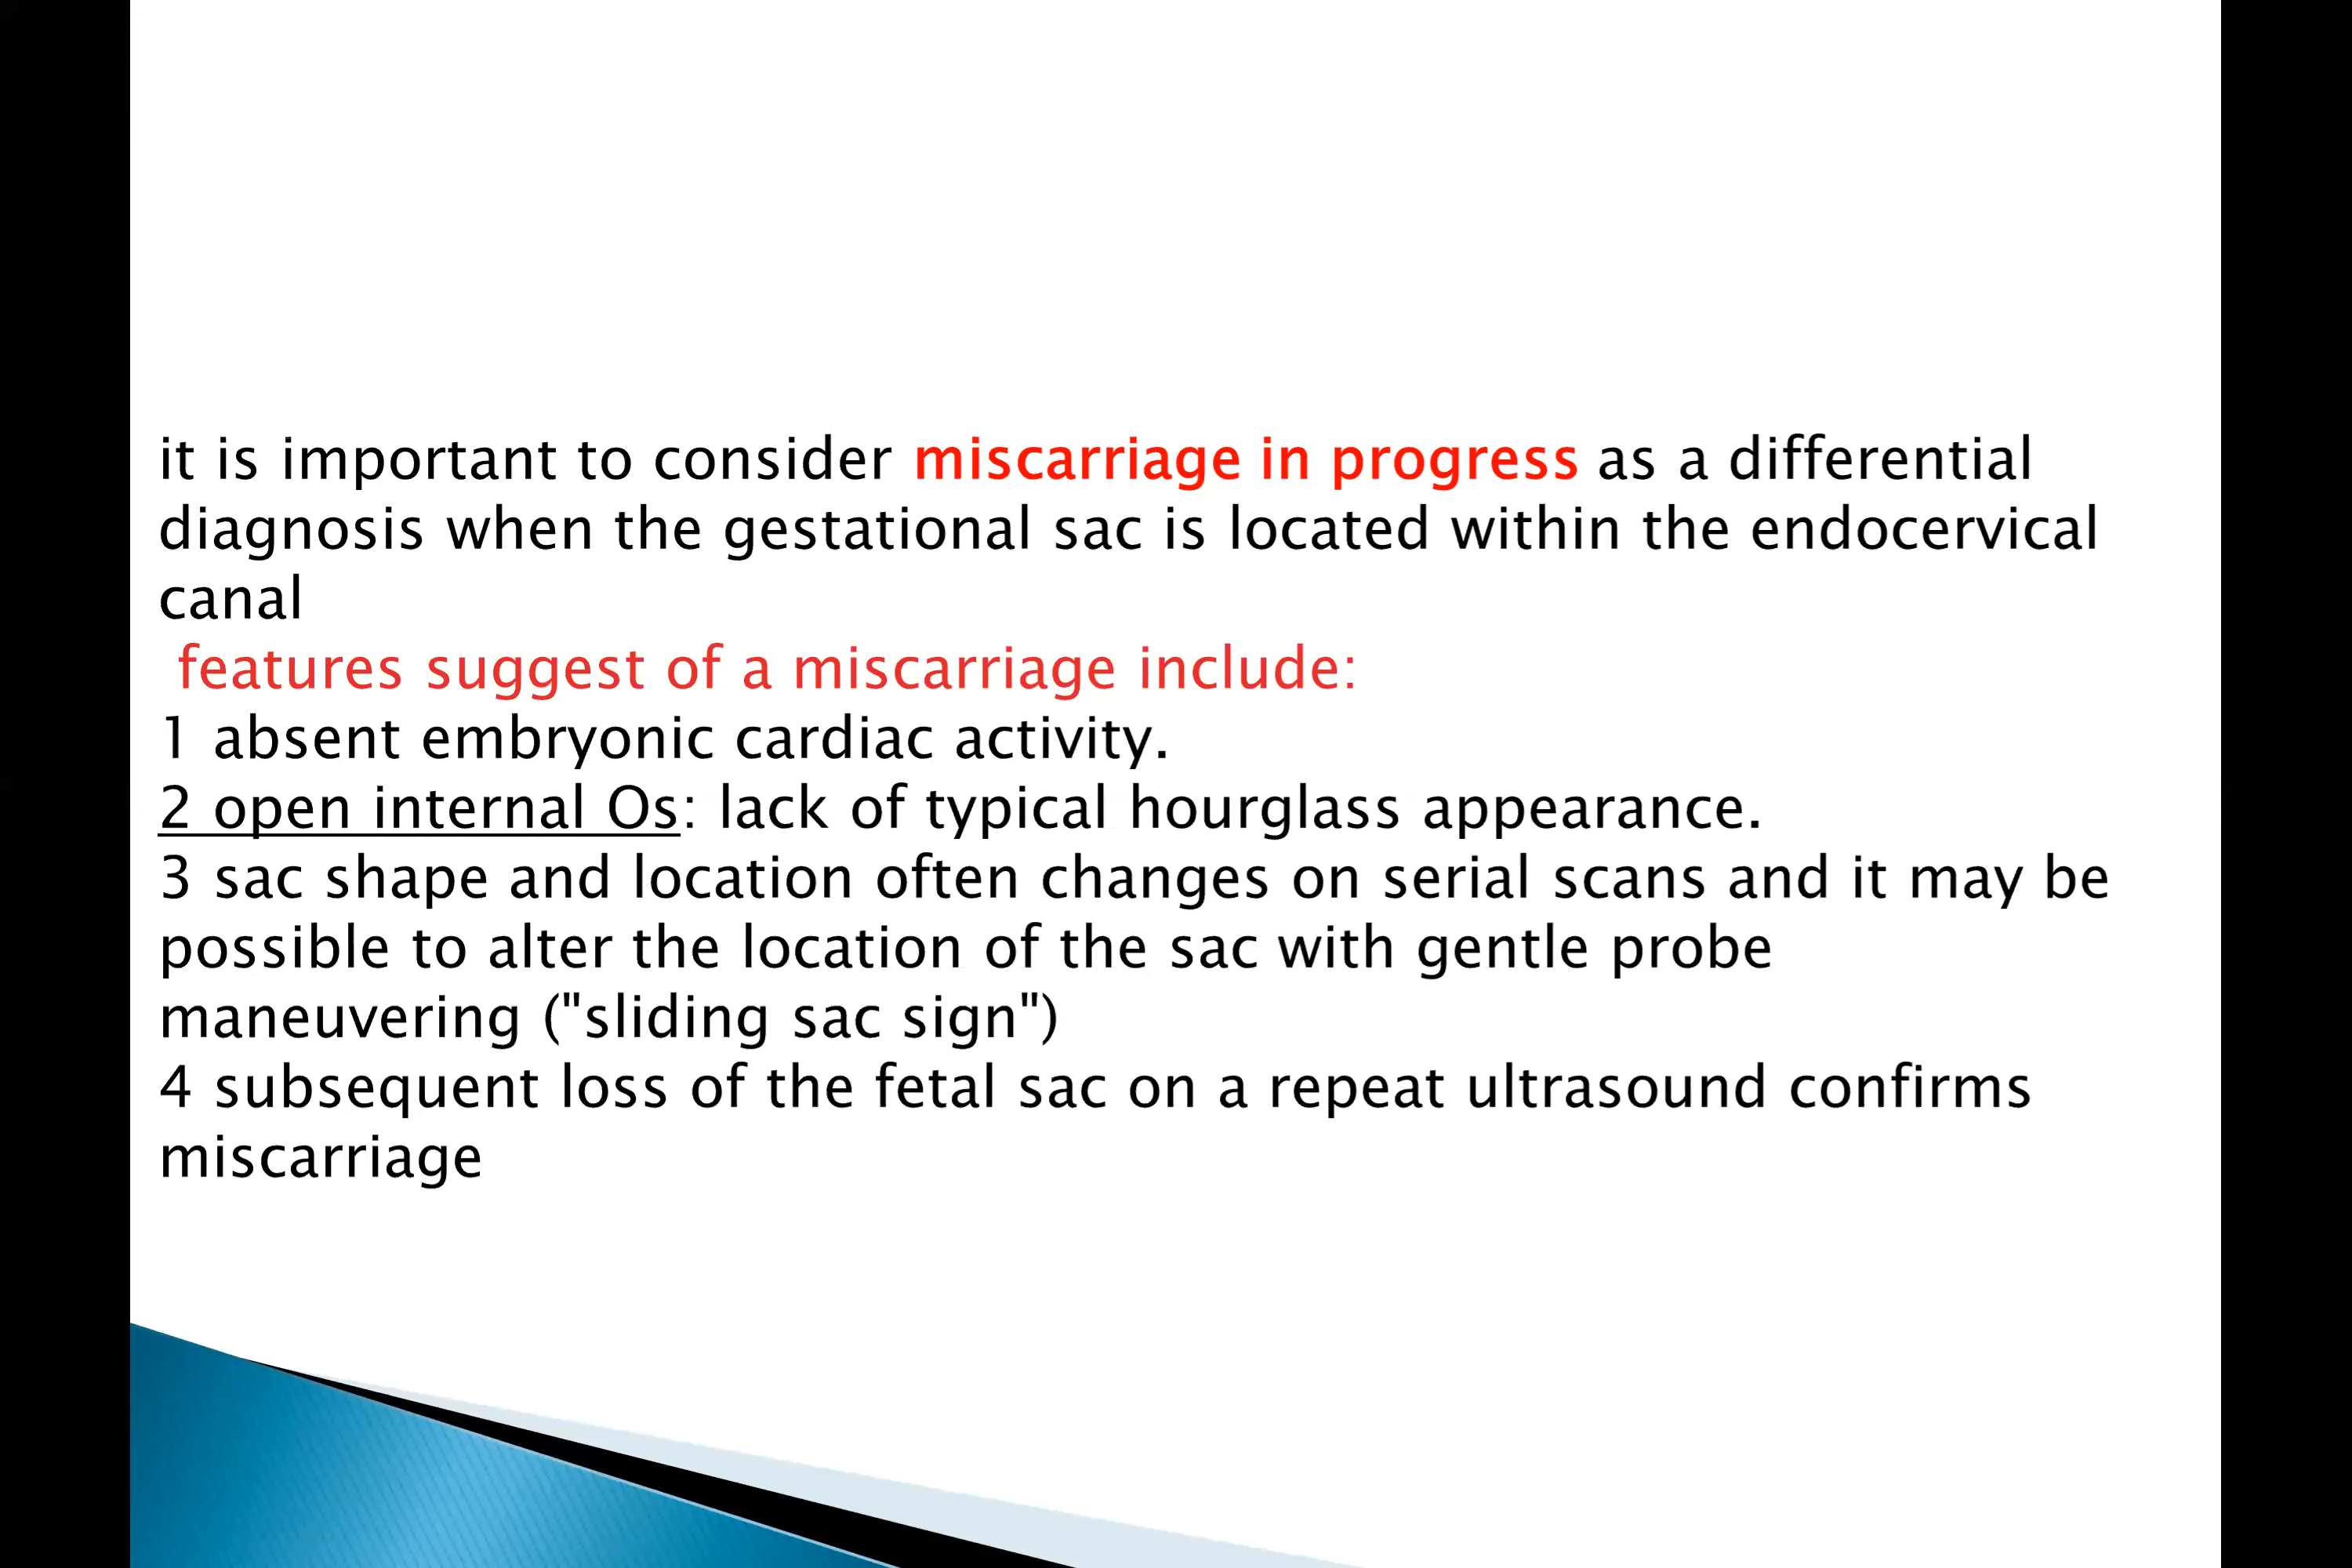 it is important to consider miscarriage in progress as a differential
diagnosis when the gestational sac is located within the endocervical
canal
features suggest of a miscarriage include:
1 absent embryonic cardiac activity.
2 open internal Os: lack of typical hourglass appearance.
3 sac shape and location often changes on serial scans and it may be
possible to alter the location of the sac with gentle probe
maneuvering ("sliding sac sign")
4 subsequent loss of the fetal sac on a repeat ultrasound confirms
miscarriage